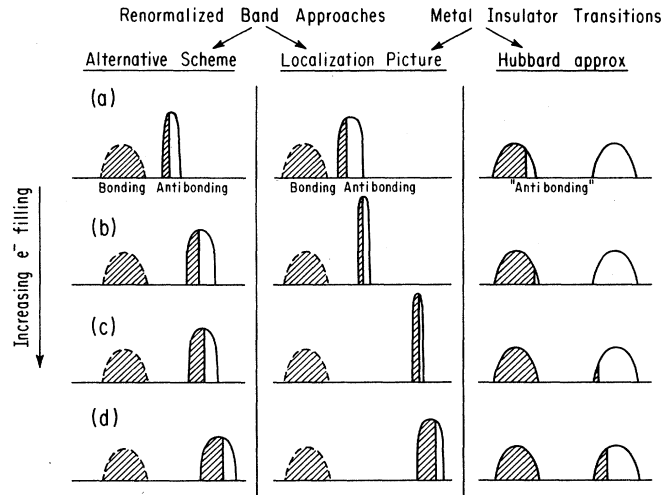 Renormalized Band Approaches Metal Insulator Transitions
Alternative Scheme Localization Picture Hubbard approx
(a)
Bonding Antibonding Bonding Antibonding "Antibonding"
(b)
Increasing e⁻ filling
(c)
(d)